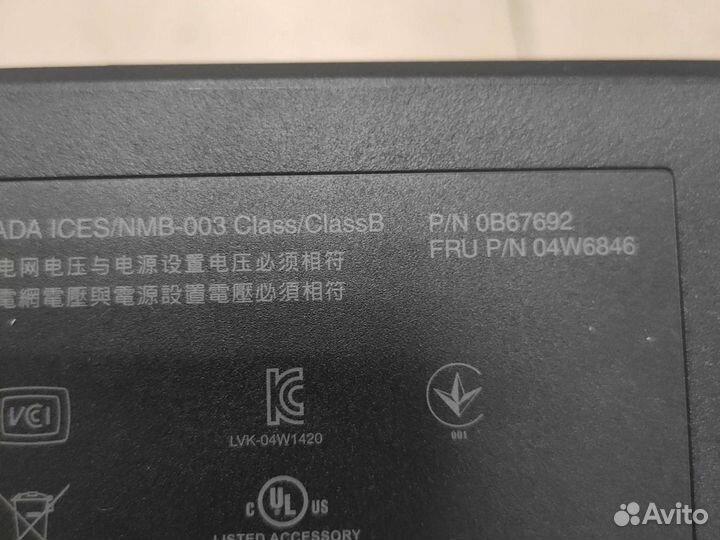 ADA ICES/NMB-003 Class/ClassB
P/N 0B67692
FRU P/N 04W6846
电网电压与电源设置电压必须相符
電網電壓與電源設置電壓必須相符
VCI
KC
LVK-04W1420
001
C UL US
LISTED ACCESSORY
Avito